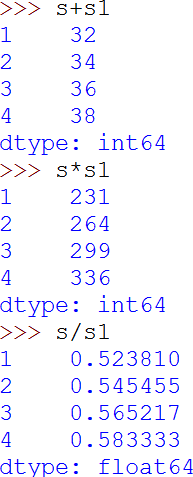 >>> s+s1
1    32
2    34
3    36
4    38
dtype: int64
>>> s*s1
1    231
2    264
3    299
4    336
dtype: int64
>>> s/s1
1    0.523810
2    0.545455
3    0.565217
4    0.583333
dtype: float64